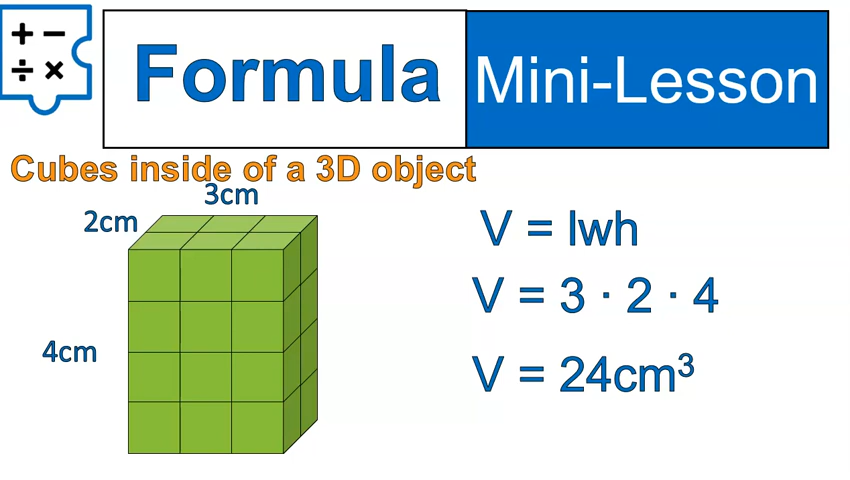 + −
÷ ×
Formula Mini-Lesson
Cubes inside of a 3D object
3cm
2cm
4cm
V = lwh
V = 3 · 2 · 4
V = 24cm³